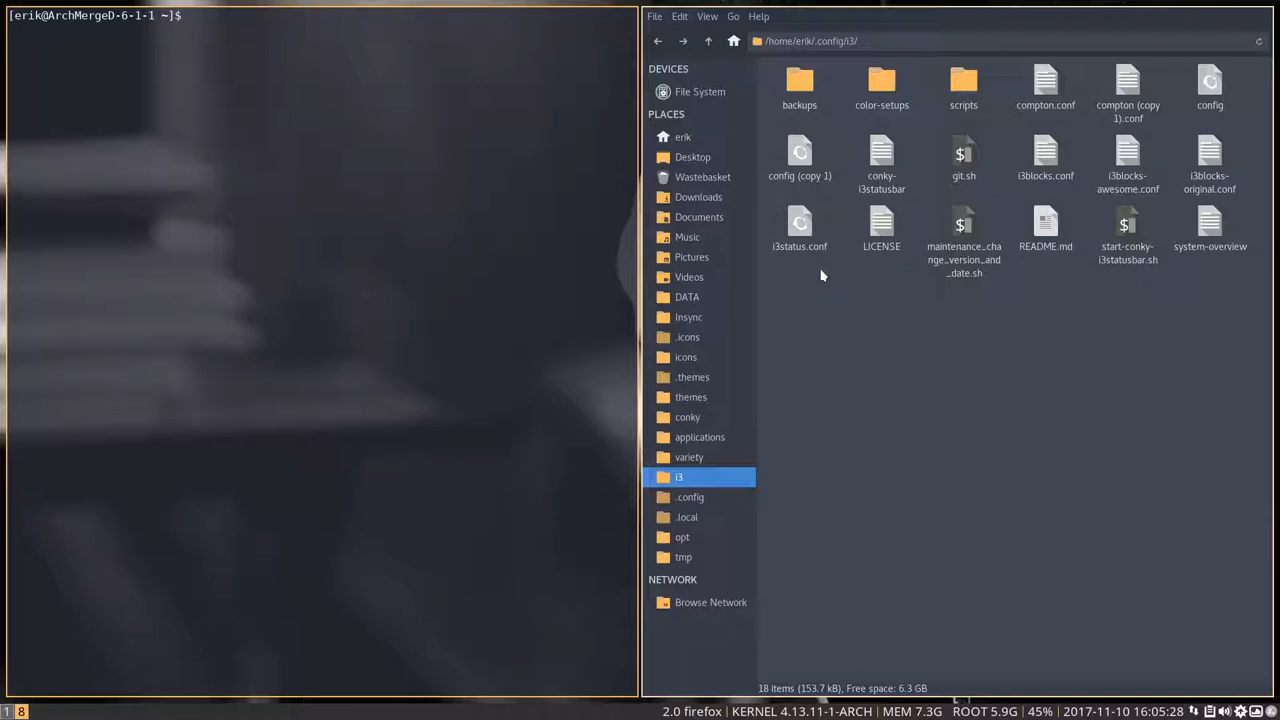 [erik@ArchMergeD-6-1-1 ~]$
File Edit View Go Help
/home/erik/.config/i3/
DEVICES
File System
PLACES
erik
Desktop
Wastebasket
Downloads
Documents
Music
Pictures
Videos
DATA
Insync
.icons
icons
.themes
themes
conky
applications
variety
i3
.config
.local
opt
tmp
NETWORK
Browse Network
backups
color-setups
scripts
compton.conf
compton (copy
1).conf
config
config (copy 1)
conky-
i3statusbar
git.sh
i3blocks.conf
i3blocks-
awesome.conf
i3blocks-
original.conf
i3status.conf
LICENSE
maintenance_cha
nge_version_and
_date.sh
README.md
start-conky-
i3statusbar.sh
system-overview
18 items (153.7 kB), Free space: 6.3 GB
1 8
2.0 firefox | KERNEL 4.13.11-1-ARCH | MEM 7.3G | ROOT 5.9G | 45% | 2017-11-10 16:05:28